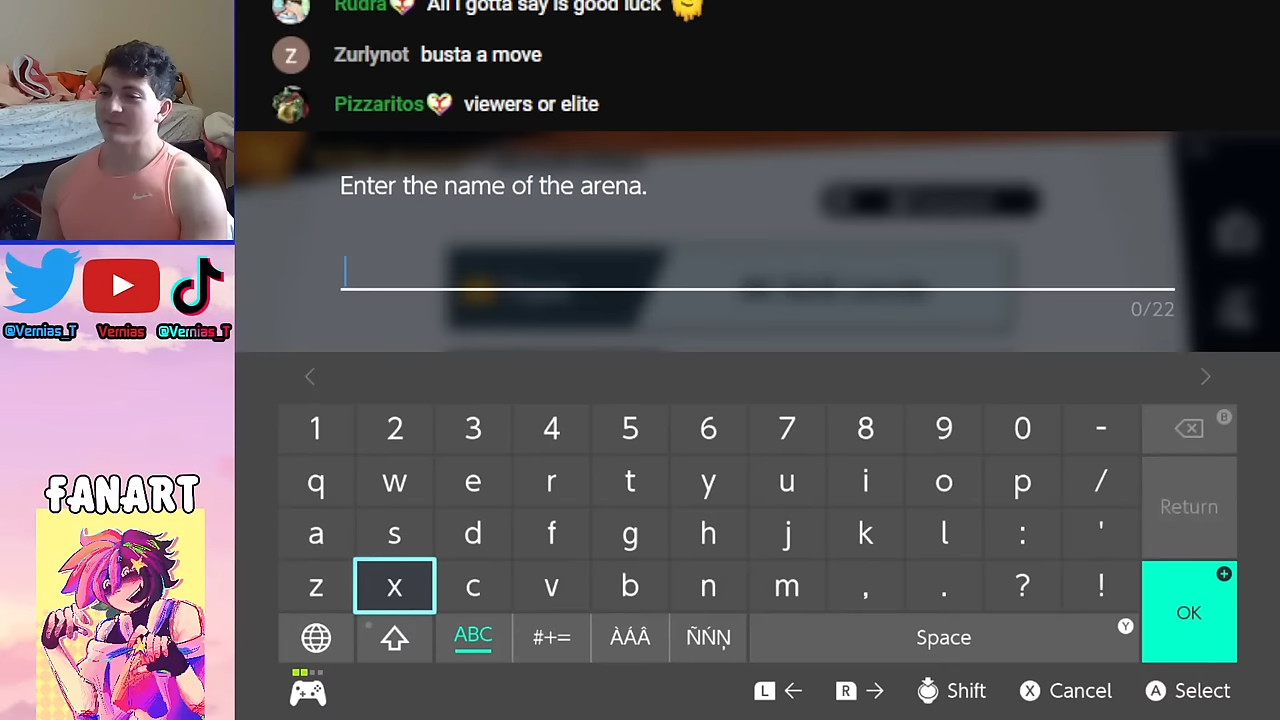 Rudra All I gotta say is good luck
Z Zurlynot busta a move
Pizzaritos viewers or elite
Enter the name of the arena.
0/22
@Vernias_T Vernias @Vernias_T
FANART
1 2 3 4 5 6 7 8 9 0 - B
q w e r t y u i o p / Return
a s d f g h j k l : '
z x c v b n m , . ? ! OK
ABC #+= ÀÁÂ ÑŃŅ Space Y
L ← R → Shift X Cancel A Select